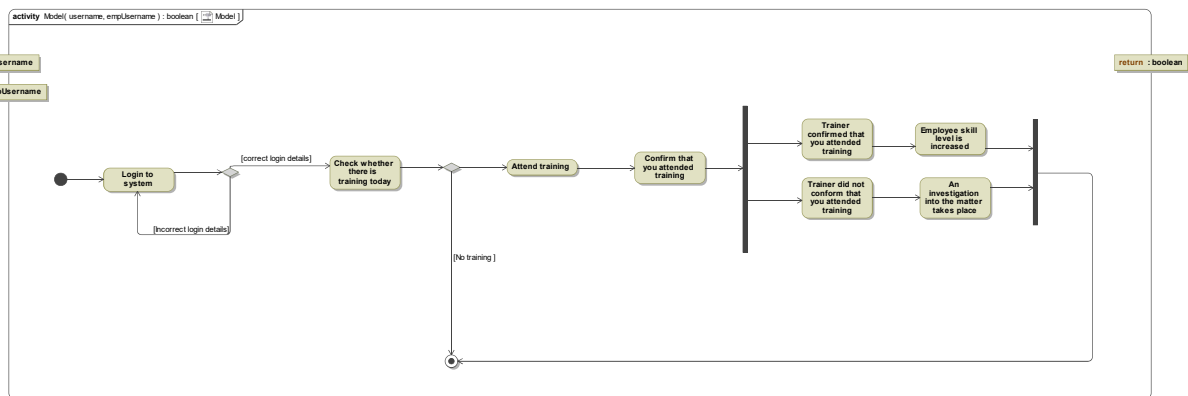 activity Model( username, empUsername ) : boolean [ Model ]
sername
return : boolean
pUsername
Trainer
confirmed that
you attended
training
Employee skill
level is
increased
[correct login details]
Check whether
there is
training today
Attend training
Confirm that
you attended
training
Login to
system
Trainer did not
conform that
you attended
training
An
investigation
into the matter
takes place
[Incorrect login details]
[No training ]